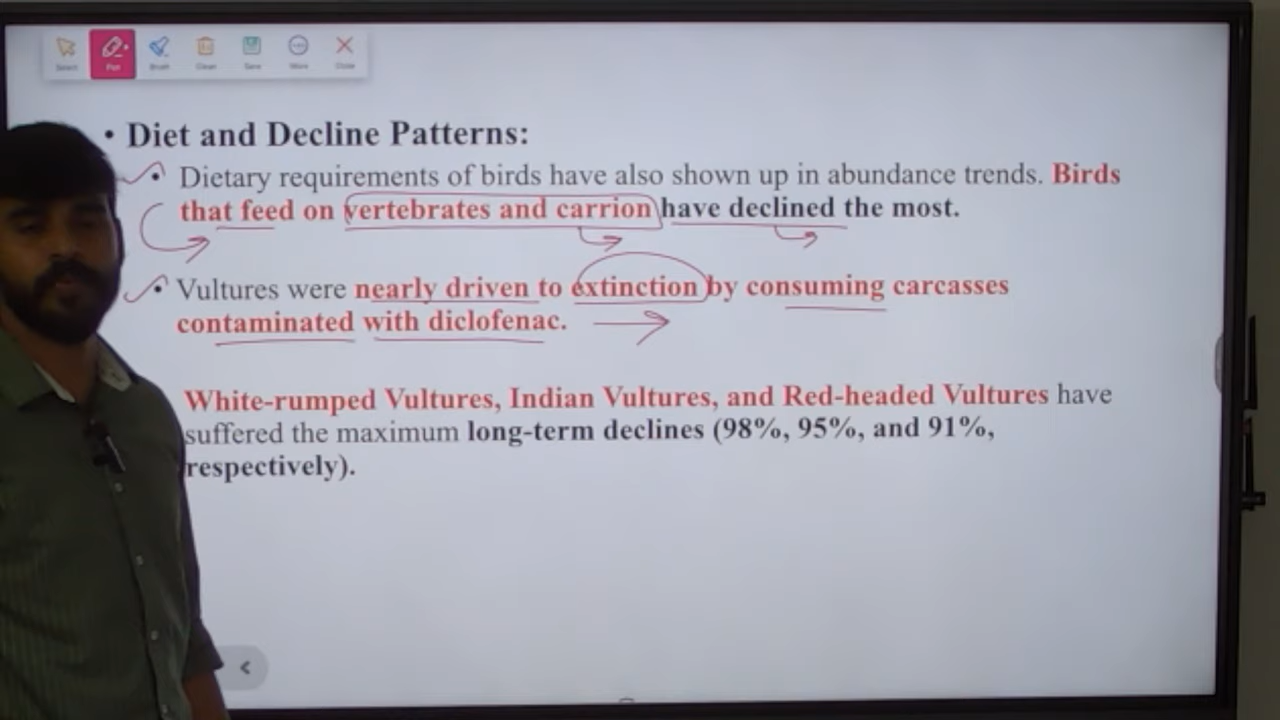 Select Pen Brush Clean Save More Close
• Diet and Decline Patterns:
• Dietary requirements of birds have also shown up in abundance trends. Birds
that feed on vertebrates and carrion have declined the most.
• Vultures were nearly driven to extinction by consuming carcasses
contaminated with diclofenac.
White-rumped Vultures, Indian Vultures, and Red-headed Vultures have
suffered the maximum long-term declines (98%, 95%, and 91%,
respectively).